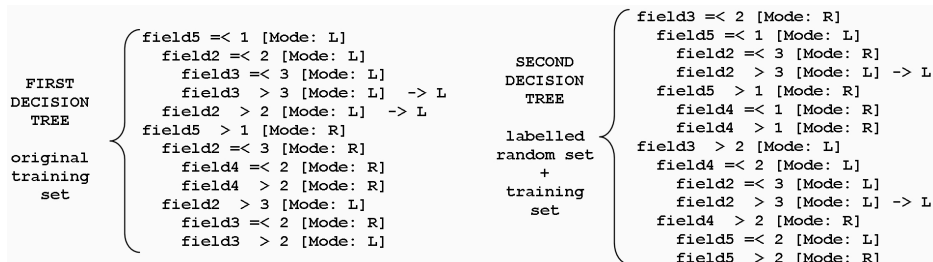 FIRST
DECISION
TREE
original
training
set
field5 =< 1 [Mode: L]
field2 =< 2 [Mode: L]
field3 =< 3 [Mode: L]
field3 > 3 [Mode: L] -> L
field2 > 2 [Mode: L] -> L
field5 > 1 [Mode: R]
field2 =< 3 [Mode: R]
field4 =< 2 [Mode: R]
field4 > 2 [Mode: R]
field2 > 3 [Mode: L]
field3 =< 2 [Mode: R]
field3 > 2 [Mode: L]
SECOND
DECISION
TREE
labelled
random set
+
training
set
field3 =< 2 [Mode: R]
field5 =< 1 [Mode: L]
field2 =< 3 [Mode: R]
field2 > 3 [Mode: L] -> L
field5 > 1 [Mode: R]
field4 =< 1 [Mode: R]
field4 > 1 [Mode: R]
field3 > 2 [Mode: L]
field4 =< 2 [Mode: L]
field2 =< 3 [Mode: L]
field2 > 3 [Mode: L] -> L
field4 > 2 [Mode: R]
field5 =< 2 [Mode: L]
field5 > 2 [Mode: R]